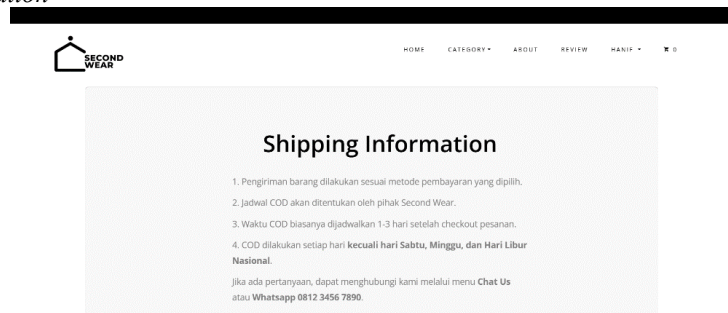 SECOND
WEAR
HOME CATEGORY ABOUT REVIEW HANIF 0
Shipping Information
1. Pengiriman barang dilakukan sesuai metode pembayaran yang dipilih.
2. Jadwal COD akan ditentukan oleh pihak Second Wear.
3. Waktu COD biasanya dijadwalkan 1-3 hari setelah checkout pesanan.
4. COD dilakukan setiap hari kecuali hari Sabtu, Minggu, dan Hari Libur
Nasional.
Jika ada pertanyaan, dapat menghubungi kami melalui menu Chat Us
atau Whatsapp 0812 3456 7890.